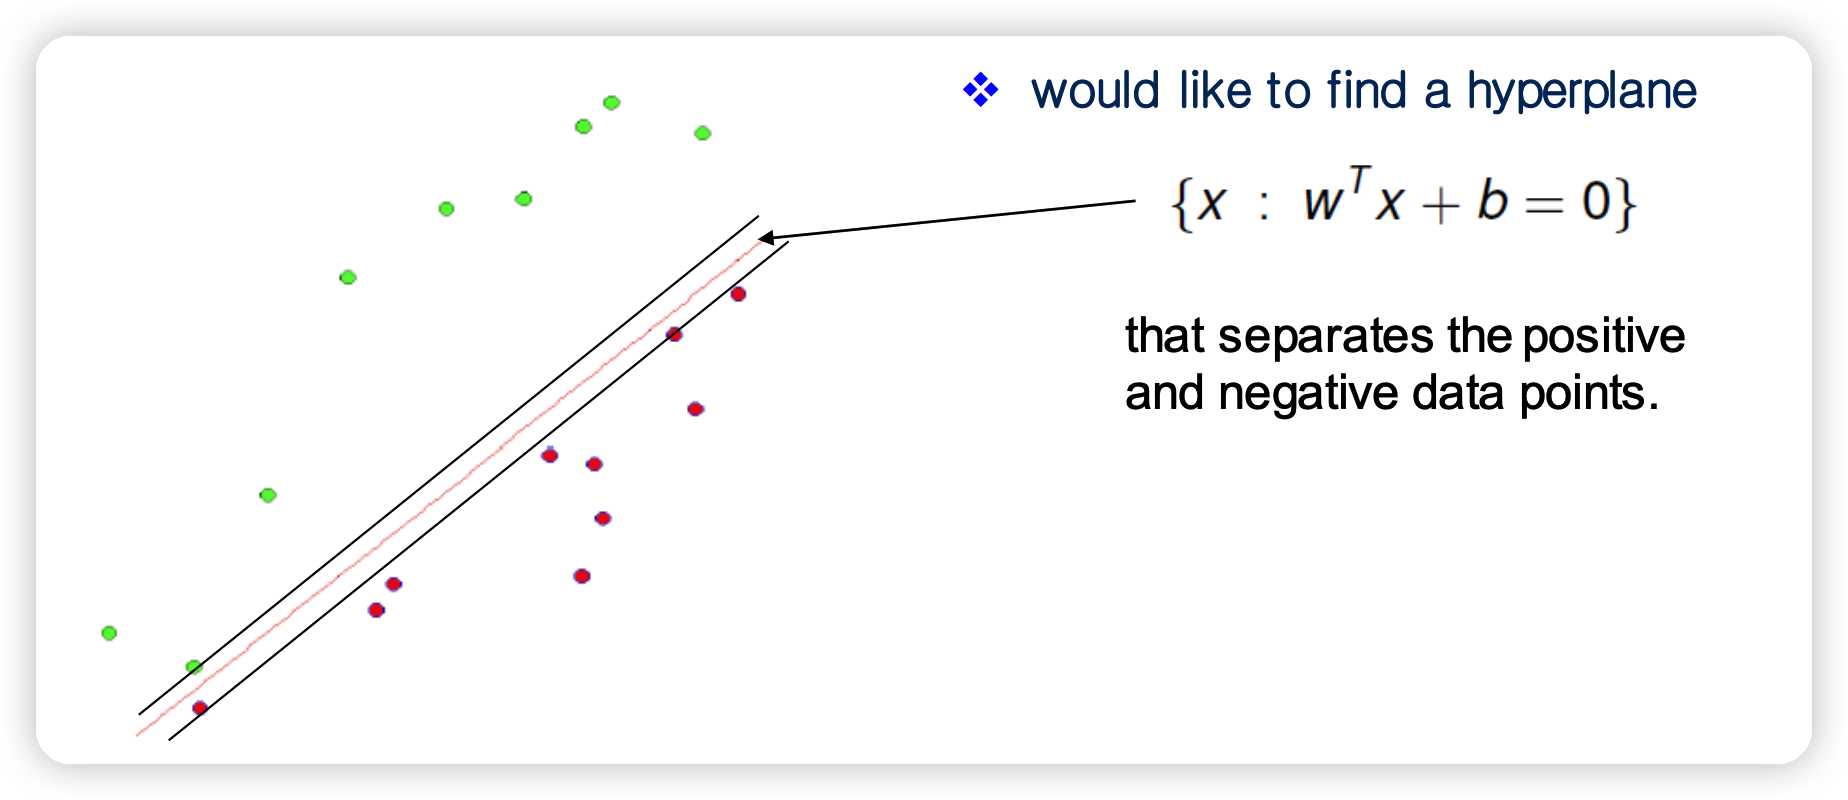 ❖ would like to find a hyperplane
{x : w^T x + b = 0}
that separates the positive
and negative data points.